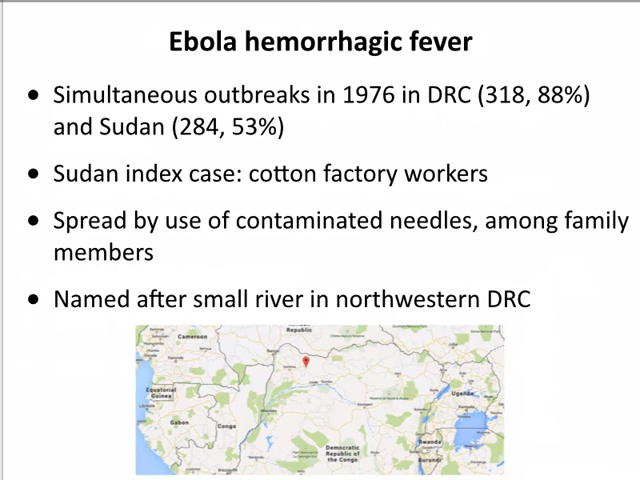 Ebola hemorrhagic fever
• Simultaneous outbreaks in 1976 in DRC (318, 88%)
and Sudan (284, 53%)
• Sudan index case: cotton factory workers
• Spread by use of contaminated needles, among family
members
• Named after small river in northwestern DRC
Republic
Cameroon
Equatorial
Guinea
Uganda
Gabon
Congo
Rwanda
Democratic
Republic of
the Congo
Burundi